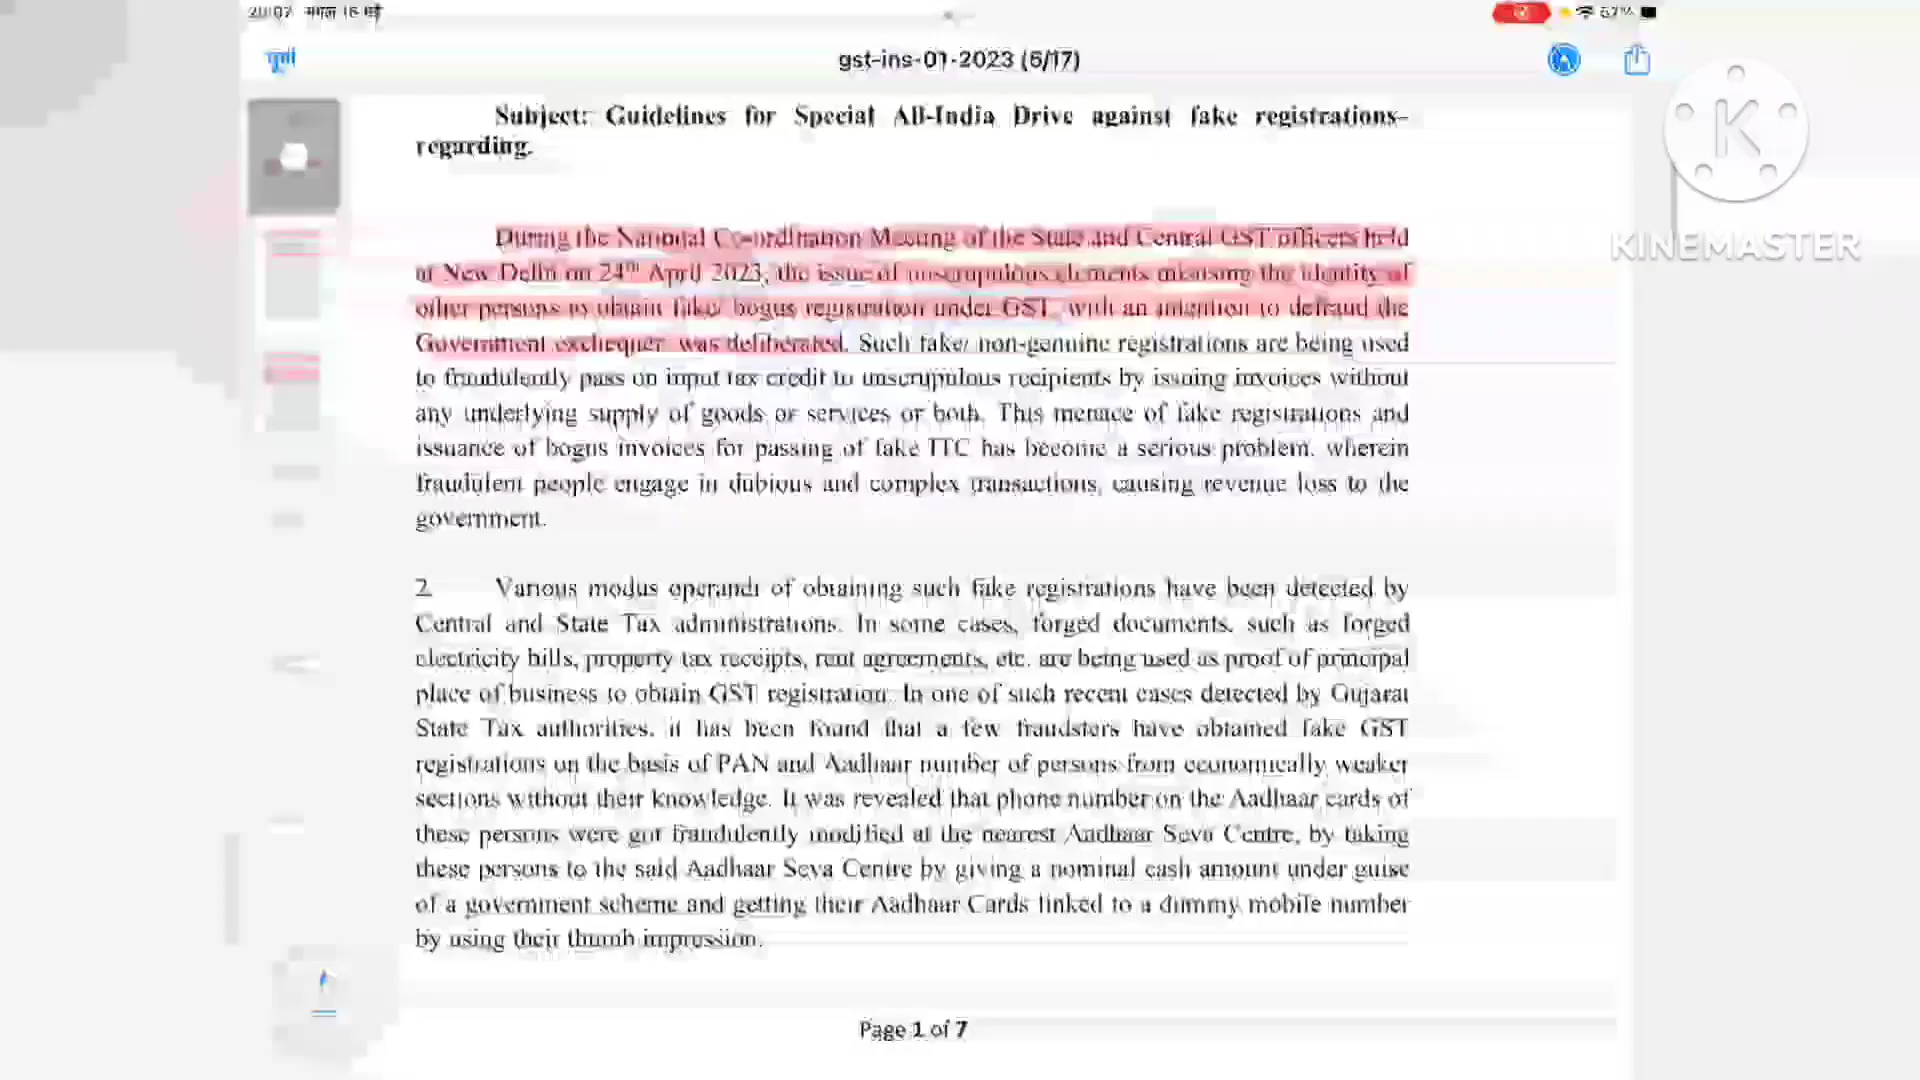 20:07 मंगल 16 मई
57%
पूर्ण
gst-ins-01-2023 (6/17)
KINEMASTER
Subject: Guidelines for Special All-India Drive against fake registrations–
regarding.
During the National Co-ordination Meeting of the State and Central GST officers held
at New Delhi on 24th April 2023, the issue of unscrupulous elements misusing the identity of
other persons to obtain fake/ bogus registration under GST, with an intention to defraud the
Government exchequer, was deliberated. Such fake/ non-genuine registrations are being used
to fraudulently pass on input tax credit to unscrupulous recipients by issuing invoices without
any underlying supply of goods or services or both. This menace of fake registrations and
issuance of bogus invoices for passing of fake ITC has become a serious problem, wherein
fraudulent people engage in dubious and complex transactions, causing revenue loss to the
government.
2. Various modus operandi of obtaining such fake registrations have been detected by
Central and State Tax administrations. In some cases, forged documents, such as forged
electricity bills, property tax receipts, rent agreements, etc. are being used as proof of principal
place of business to obtain GST registration. In one of such recent cases detected by Gujarat
State Tax authorities, it has been found that a few fraudsters have obtained fake GST
registrations on the basis of PAN and Aadhaar number of persons from economically weaker
sections without their knowledge. It was revealed that phone number on the Aadhaar cards of
these persons were got fraudulently modified at the nearest Aadhaar Seva Centre, by taking
these persons to the said Aadhaar Seva Centre by giving a nominal cash amount under guise
of a government scheme and getting their Aadhaar Cards linked to a dummy mobile number
by using their thumb impression.
Page 1 of 7